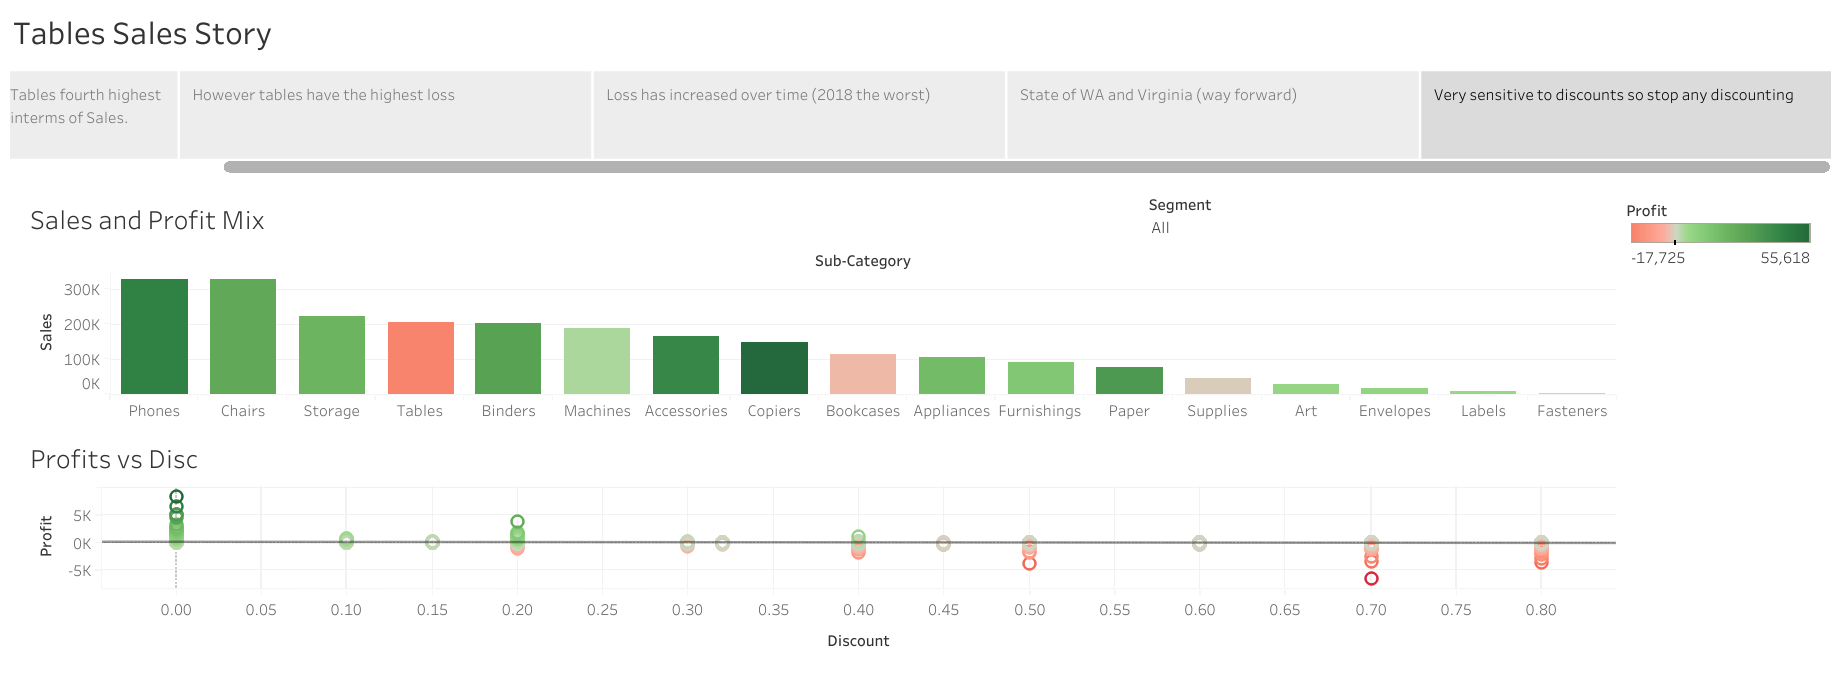 Tables Sales Story
Tables fourth highest
interms of Sales.
However tables have the highest loss
Loss has increased over time (2018 the worst)
State of WA and Virginia (way forward)
Very sensitive to discounts so stop any discounting
Sales and Profit Mix
Segment
All
Profit
-17,725 55,618
Sub-Category
Sales
300K
200K
100K
0K
Phones Chairs Storage Tables Binders Machines Accessories Copiers Bookcases Appliances Furnishings Paper Supplies Art Envelopes Labels Fasteners
Profits vs Disc
Profit
5K
0K
-5K
0.00 0.05 0.10 0.15 0.20 0.25 0.30 0.35 0.40 0.45 0.50 0.55 0.60 0.65 0.70 0.75 0.80
Discount